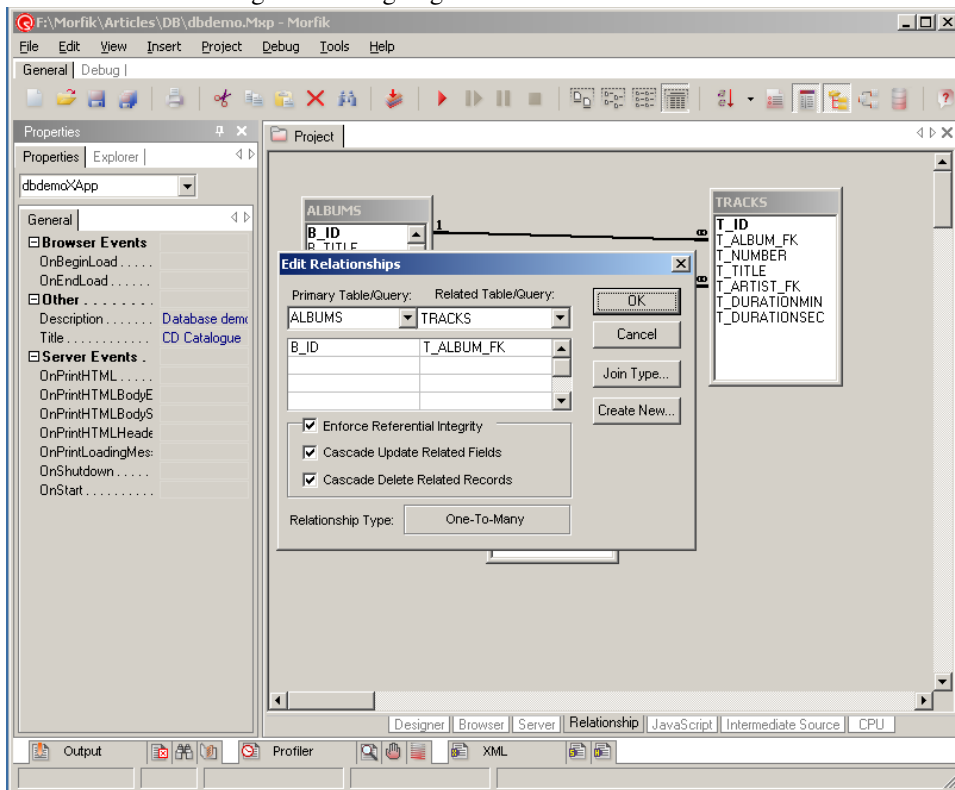 F:\Morfik\Articles\DB\dbdemo.Mxp - Morfik
File Edit View Insert Project Debug Tools Help
General Debug
Properties
Properties Explorer
dbdemoXApp
General
Browser Events
OnBeginLoad . . . . .
OnEndLoad . . . . . .
Other . . . . . . . .
Description . . . . . . . Database demo
Title . . . . . . . . . . . . CD Catalogue
Server Events .
OnPrintHTML . . . . .
OnPrintHTMLBodyE
OnPrintHTMLBodyS
OnPrintHTMLHeade
OnPrintLoadingMes:
OnShutdown . . . . .
OnStart . . . . . . . . . .
Project
ALBUMS
B_ID
B_TITLE
1
∞
∞
TRACKS
T_ID
T_ALBUM_FK
T_NUMBER
T_TITLE
T_ARTIST_FK
T_DURATIONMIN
T_DURATIONSEC
Edit Relationships
Primary Table/Query: Related Table/Query:
ALBUMS TRACKS
B_ID T_ALBUM_FK
OK
Cancel
Join Type...
Create New...
Enforce Referential Integrity
Cascade Update Related Fields
Cascade Delete Related Records
Relationship Type: One-To-Many
Designer Browser Server Relationship JavaScript Intermediate Source CPU
Output Profiler XML